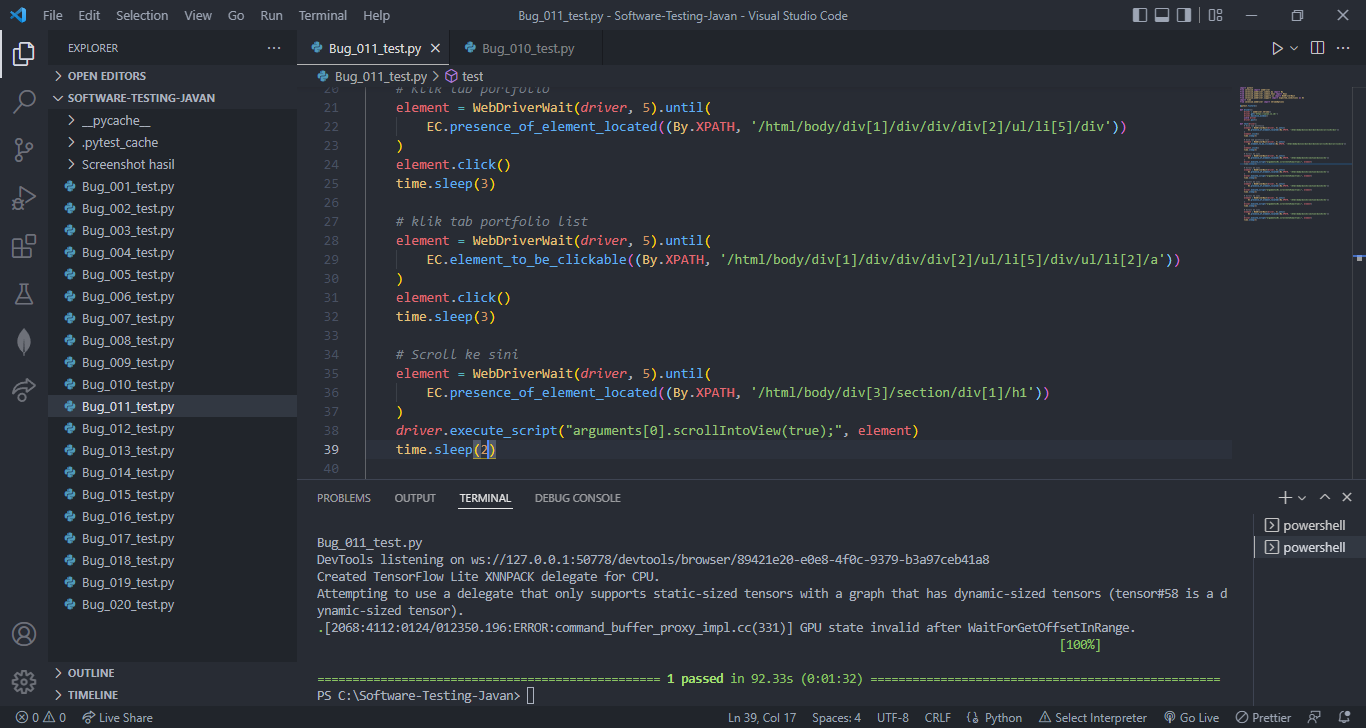 File Edit Selection View Go Run Terminal Help
Bug_011_test.py - Software-Testing-Javan - Visual Studio Code
EXPLORER
OPEN EDITORS
SOFTWARE-TESTING-JAVAN
__pycache__
.pytest_cache
Screenshot hasil
Bug_001_test.py
Bug_002_test.py
Bug_003_test.py
Bug_004_test.py
Bug_005_test.py
Bug_006_test.py
Bug_007_test.py
Bug_008_test.py
Bug_009_test.py
Bug_010_test.py
Bug_011_test.py
Bug_012_test.py
Bug_013_test.py
Bug_014_test.py
Bug_015_test.py
Bug_016_test.py
Bug_017_test.py
Bug_018_test.py
Bug_019_test.py
Bug_020_test.py
OUTLINE
TIMELINE
Bug_011_test.py Bug_010_test.py
Bug_011_test.py > test
20 # klik tab portfolio
21 element = WebDriverWait(driver, 5).until(
22 EC.presence_of_element_located((By.XPATH, '/html/body/div[1]/div/div/div[2]/ul/li[5]/div'))
23 )
24 element.click()
25 time.sleep(3)
26
27 # klik tab portfolio list
28 element = WebDriverWait(driver, 5).until(
29 EC.element_to_be_clickable((By.XPATH, '/html/body/div[1]/div/div/div[2]/ul/li[5]/div/ul/li[2]/a'))
30 )
31 element.click()
32 time.sleep(3)
33
34 # Scroll ke sini
35 element = WebDriverWait(driver, 5).until(
36 EC.presence_of_element_located((By.XPATH, '/html/body/div[3]/section/div[1]/h1'))
37 )
38 driver.execute_script("arguments[0].scrollIntoView(true);", element)
39 time.sleep(2)
40
PROBLEMS OUTPUT TERMINAL DEBUG CONSOLE
Bug_011_test.py
DevTools listening on ws://127.0.0.1:50778/devtools/browser/89421e20-e0e8-4f0c-9379-b3a97ceb41a8
Created TensorFlow Lite XNNPACK delegate for CPU.
Attempting to use a delegate that only supports static-sized tensors with a graph that has dynamic-sized tensors (tensor#58 is a d
ynamic-sized tensor).
.[2068:4112:0124/012350.196:ERROR:command_buffer_proxy_impl.cc(331)] GPU state invalid after WaitForGetOffsetInRange.
[100%]
============================================= 1 passed in 92.33s (0:01:32) ==============================================
PS C:\Software-Testing-Javan>
powershell
powershell
0 0 Live Share
Ln 39, Col 17 Spaces: 4 UTF-8 CRLF Python Select Interpreter Go Live Prettier